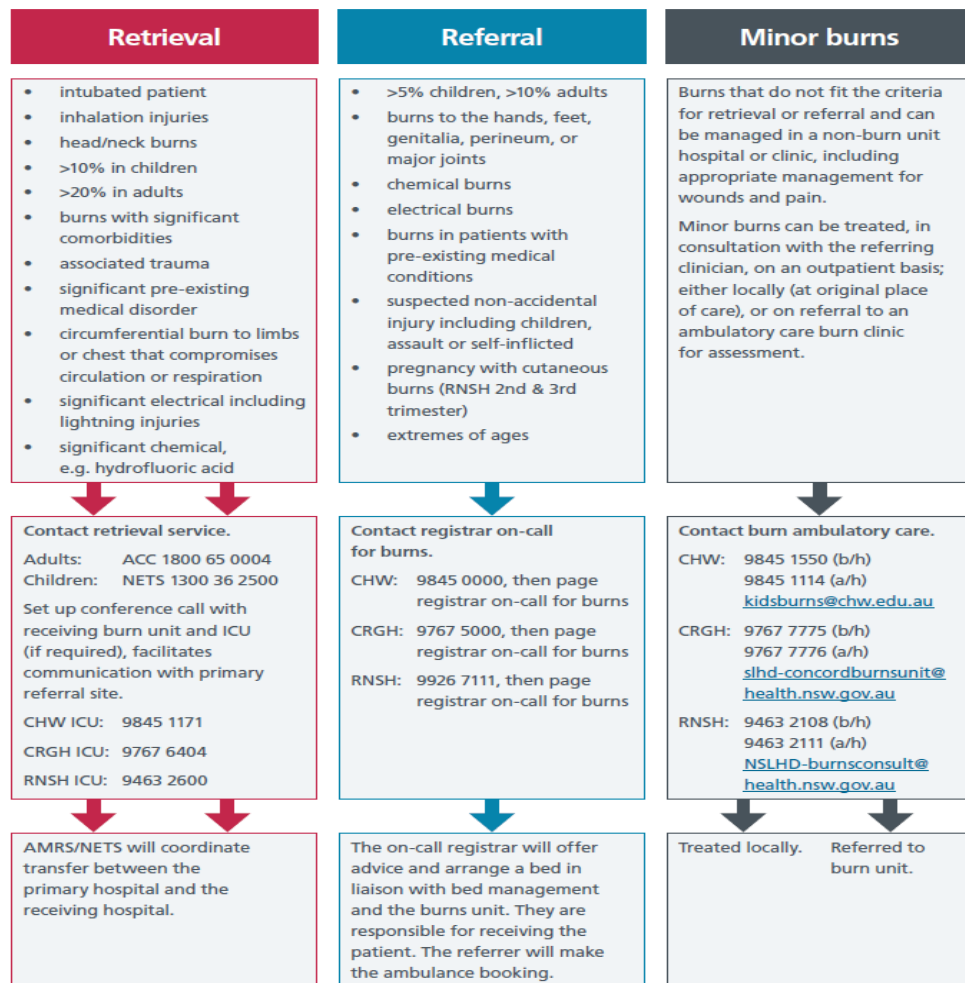 Retrieval
• intubated patient
• inhalation injuries
• head/neck burns
• >10% in children
• >20% in adults
• burns with significant
comorbidities
• associated trauma
• significant pre-existing
medical disorder
• circumferential burn to limbs
or chest that compromises
circulation or respiration
• significant electrical including
lightning injuries
• significant chemical,
e.g. hydrofluoric acid
Contact retrieval service.
Adults: ACC 1800 65 0004
Children: NETS 1300 36 2500
Set up conference call with
receiving burn unit and ICU
(if required), facilitates
communication with primary
referral site.
CHW ICU: 9845 1171
CRGH ICU: 9767 6404
RNSH ICU: 9463 2600
AMRS/NETS will coordinate
transfer between the
primary hospital and the
receiving hospital.
Referral
• >5% children, >10% adults
• burns to the hands, feet,
genitalia, perineum, or
major joints
• chemical burns
• electrical burns
• burns in patients with
pre-existing medical
conditions
• suspected non-accidental
injury including children,
assault or self-inflicted
• pregnancy with cutaneous
burns (RNSH 2nd & 3rd
trimester)
• extremes of ages
Contact registrar on-call
for burns.
CHW: 9845 0000, then page
registrar on-call for burns
CRGH: 9767 5000, then page
registrar on-call for burns
RNSH: 9926 7111, then page
registrar on-call for burns
The on-call registrar will offer
advice and arrange a bed in
liaison with bed management
and the burns unit. They are
responsible for receiving the
patient. The referrer will make
the ambulance booking.
Minor burns
Burns that do not fit the criteria
for retrieval or referral and can
be managed in a non-burn unit
hospital or clinic, including
appropriate management for
wounds and pain.
Minor burns can be treated, in
consultation with the referring
clinician, on an outpatient basis;
either locally (at original place
of care), or on referral to an
ambulatory care burn clinic
for assessment.
Contact burn ambulatory care.
CHW: 9845 1550 (b/h)
9845 1114 (a/h)
kidsburns@chw.edu.au
CRGH: 9767 7775 (b/h)
9767 7776 (a/h)
slhd-concordburnsunit@
health.nsw.gov.au
RNSH: 9463 2108 (b/h)
9463 2111 (a/h)
NSLHD-burnsconsult@
health.nsw.gov.au
Treated locally.
Referred to
burn unit.